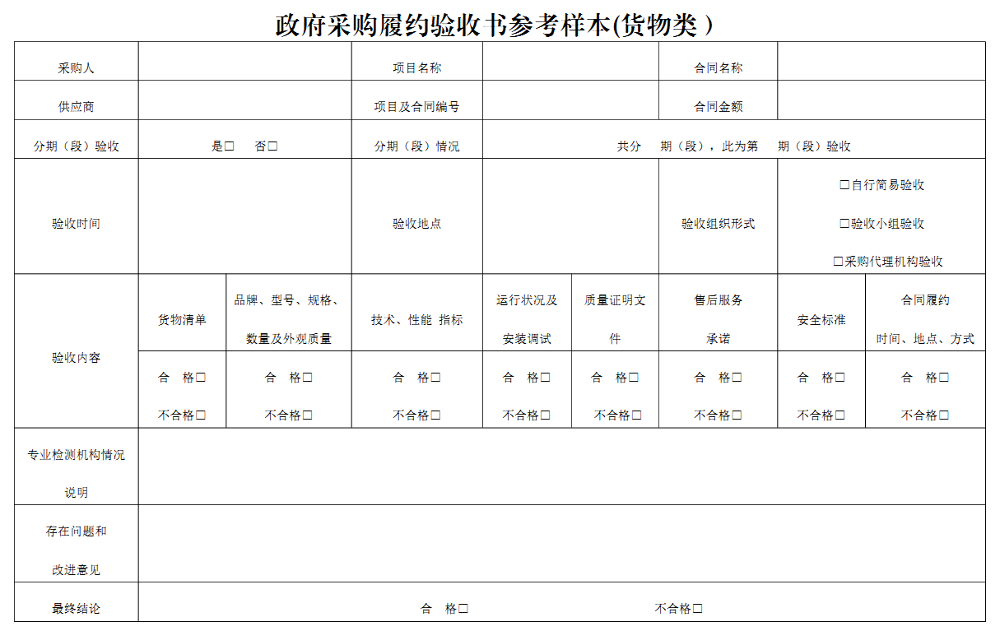 政府采购履约验收书参考样本(货物类）
采购人 项目名称 合同名称
供应商 项目及合同编号 合同金额
分期（段）验收 是□ 否□ 分期（段）情况 共分 期（段），此为第 期（段）验收
验收时间 验收地点 验收组织形式
□自行简易验收
□验收小组验收
□采购代理机构验收
验收内容
货物清单
品牌、型号、规格、
数量及外观质量
技术、性能 指标
运行状况及
安装调试
质量证明文
件
售后服务
承诺
安全标准
合同履约
时间、地点、方式
合 格□ 合 格□ 合 格□ 合 格□ 合 格□ 合 格□ 合 格□ 合 格□
不合格□ 不合格□ 不合格□ 不合格□ 不合格□ 不合格□ 不合格□ 不合格□
专业检测机构情况
说明
存在问题和
改进意见
最终结论 合 格□ 不合格□